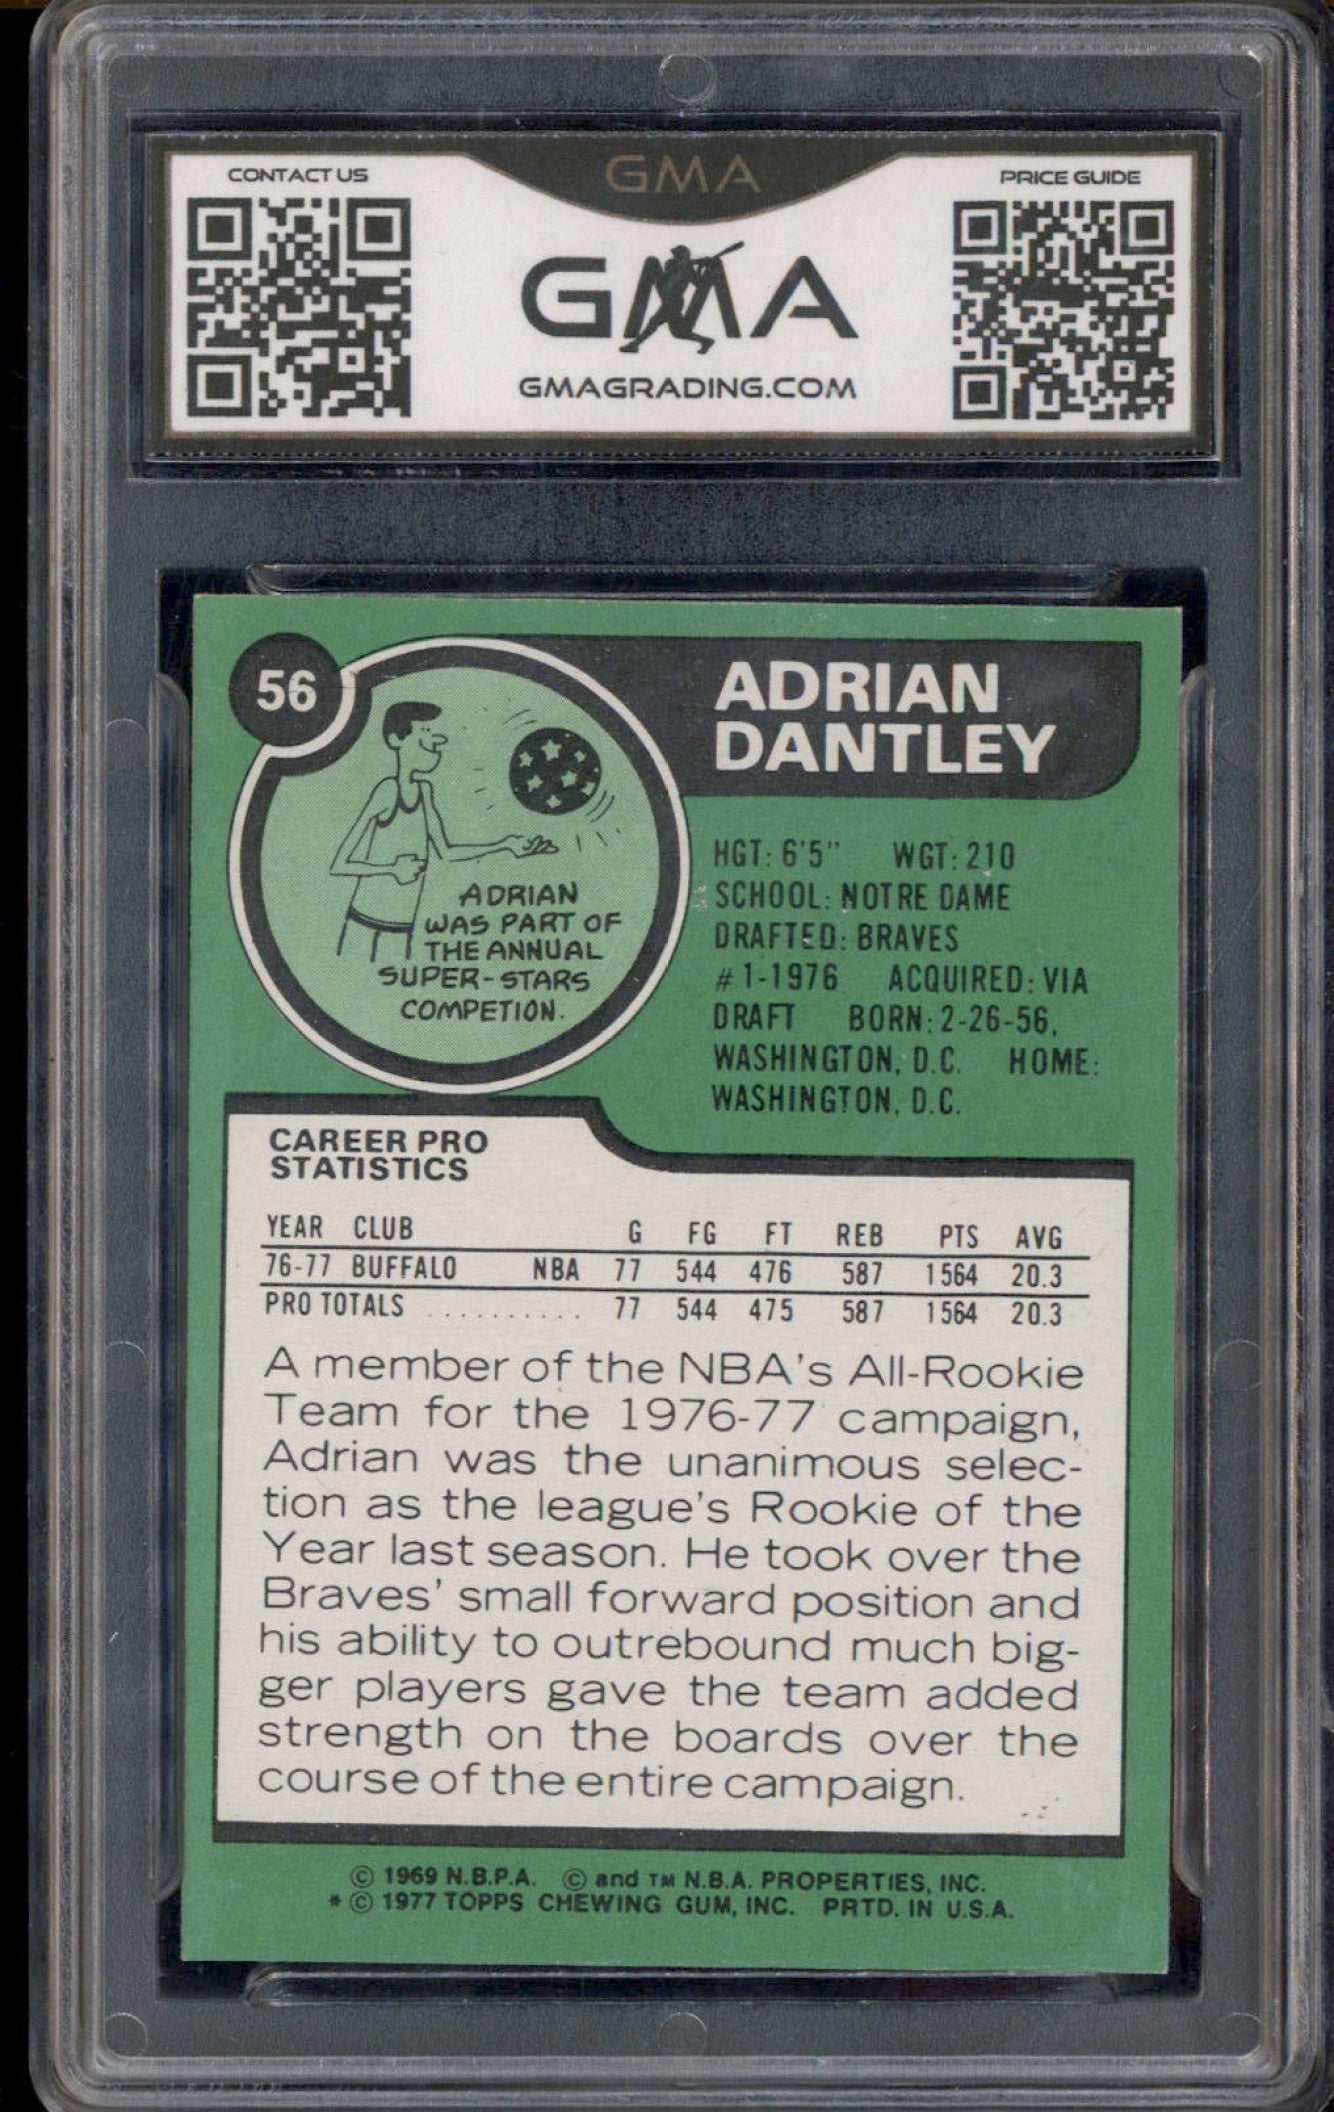 CONTACT US
GMA
PRICE GUIDE
GMA
GMAGRADING.COM
56
ADRIAN
DANTLEY
ADRIAN
WAS PART OF
THE ANNUAL
SUPER-STARS
COMPETION.
HGT: 6'5" WGT: 210
SCHOOL: NOTRE DAME
DRAFTED: BRAVES
#1-1976 ACQUIRED: VIA
DRAFT BORN: 2-26-56,
WASHINGTON, D.C. HOME:
WASHINGTON, D.C.
CAREER PRO
STATISTICS
YEAR CLUB G FG FT REB PTS AVG
76-77 BUFFALO NBA 77 544 476 587 1564 20.3
PRO TOTALS .......... 77 544 475 587 1564 20.3
A member of the NBA's All-Rookie
Team for the 1976-77 campaign,
Adrian was the unanimous selec-
tion as the league's Rookie of the
Year last season. He took over the
Braves' small forward position and
his ability to outrebound much big-
ger players gave the team added
strength on the boards over the
course of the entire campaign.
© 1969 N.B.P.A. © and TM N.B.A. PROPERTIES, INC.
* © 1977 TOPPS CHEWING GUM, INC. PRTD. IN U.S.A.